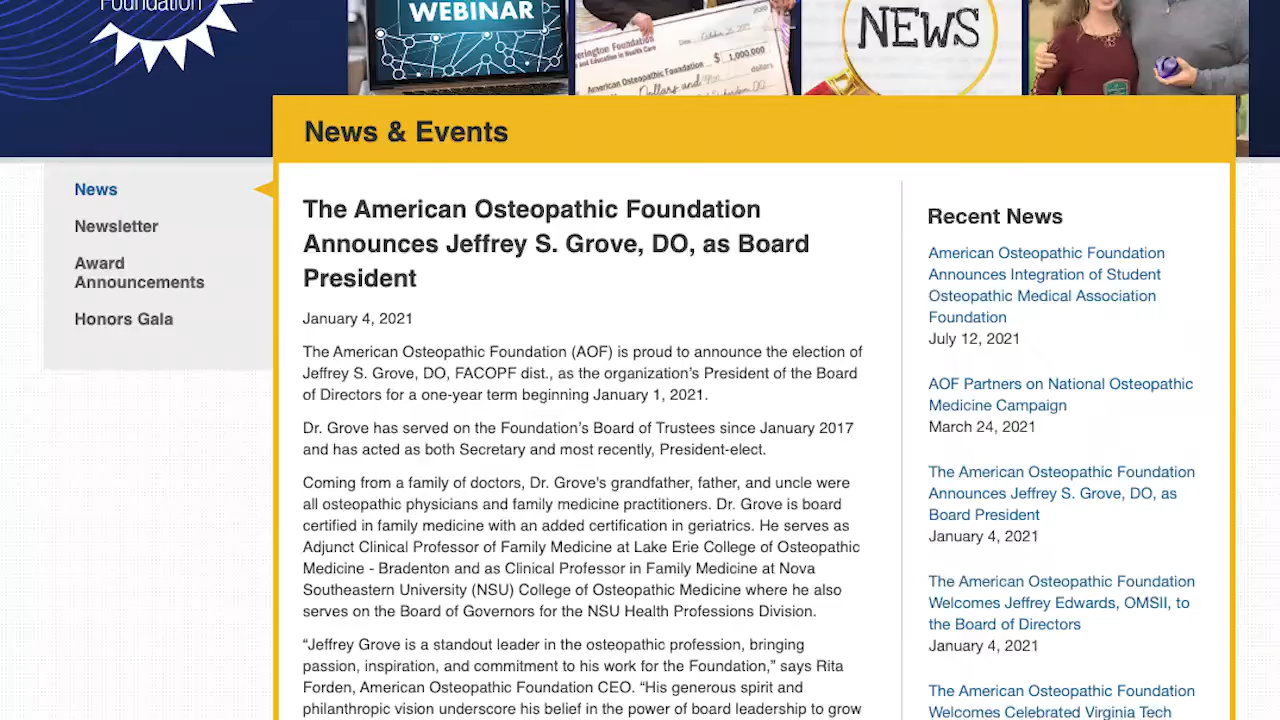 Foundation
WEBINAR
erington Foundation
and Education in Health Care
Date October
2020
$ 1,000,000
American Osteopathic Foundation
dollars
Dollars and
NEWS
News & Events
News
Newsletter
Award
Announcements
Honors Gala
The American Osteopathic Foundation
Announces Jeffrey S. Grove, DO, as Board
President
January 4, 2021
The American Osteopathic Foundation (AOF) is proud to announce the election of
Jeffrey S. Grove, DO, FACOPF dist., as the organization’s President of the Board
of Directors for a one-year term beginning January 1, 2021.
Dr. Grove has served on the Foundation’s Board of Trustees since January 2017
and has acted as both Secretary and most recently, President-elect.
Coming from a family of doctors, Dr. Grove's grandfather, father, and uncle were
all osteopathic physicians and family medicine practitioners. Dr. Grove is board
certified in family medicine with an added certification in geriatrics. He serves as
Adjunct Clinical Professor of Family Medicine at Lake Erie College of Osteopathic
Medicine - Bradenton and as Clinical Professor in Family Medicine at Nova
Southeastern University (NSU) College of Osteopathic Medicine where he also
serves on the Board of Governors for the NSU Health Professions Division.
“Jeffrey Grove is a standout leader in the osteopathic profession, bringing
passion, inspiration, and commitment to his work for the Foundation,” says Rita
Forden, American Osteopathic Foundation CEO. “His generous spirit and
philanthropic vision underscore his belief in the power of board leadership to grow
Recent News
American Osteopathic Foundation
Announces Integration of Student
Osteopathic Medical Association
Foundation
July 12, 2021
AOF Partners on National Osteopathic
Medicine Campaign
March 24, 2021
The American Osteopathic Foundation
Announces Jeffrey S. Grove, DO, as
Board President
January 4, 2021
The American Osteopathic Foundation
Welcomes Jeffrey Edwards, OMSII, to
the Board of Directors
January 4, 2021
The American Osteopathic Foundation
Welcomes Celebrated Virginia Tech